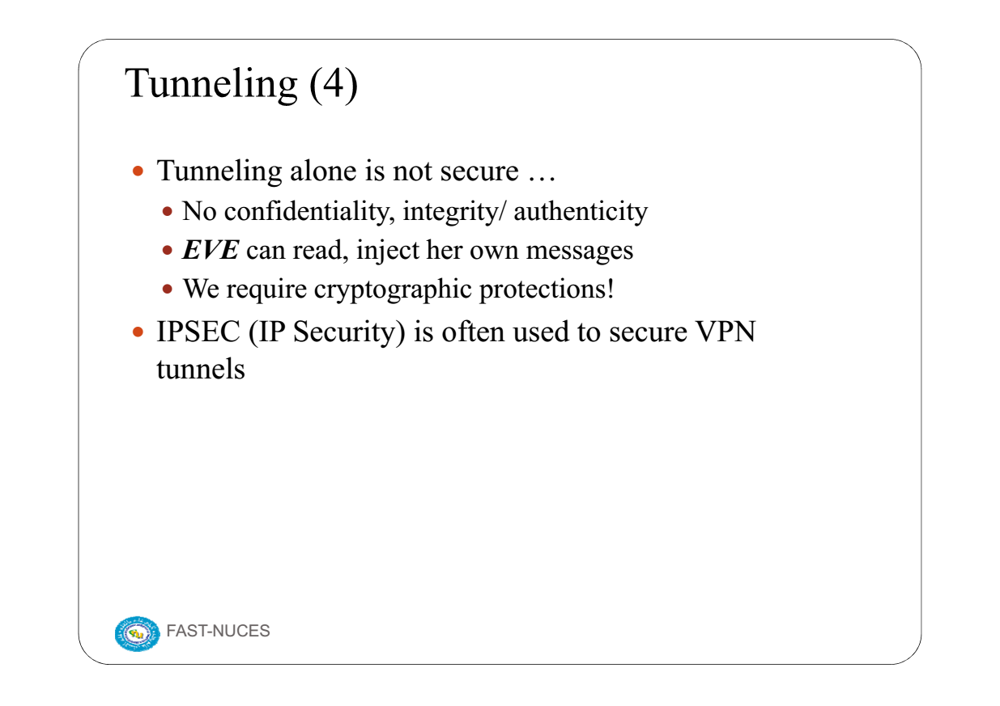 Tunneling (4)
• Tunneling alone is not secure …
• No confidentiality, integrity/ authenticity
• EVE can read, inject her own messages
• We require cryptographic protections!
• IPSEC (IP Security) is often used to secure VPN
tunnels
FAST-NUCES